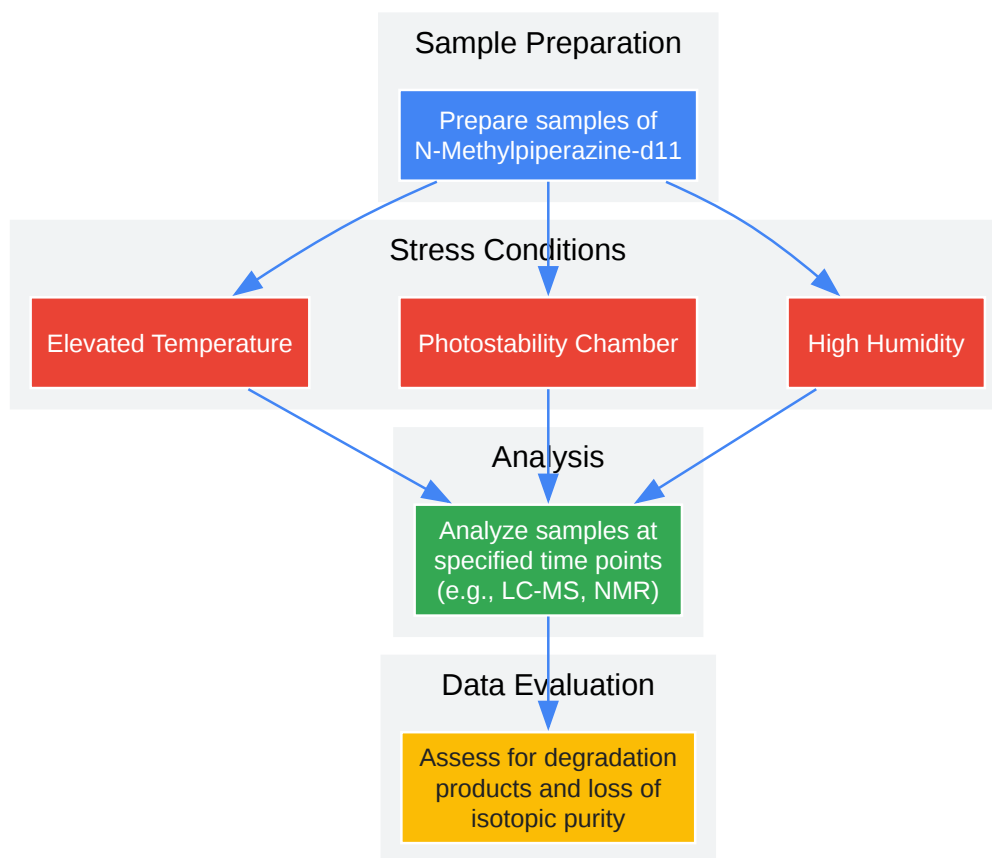 Sample Preparation
Prepare samples of
N-Methylpiperazine-d11
Stress Conditions
Elevated Temperature
Photostability Chamber
High Humidity
Analysis
Analyze samples at
specified time points
(e.g., LC-MS, NMR)
Data Evaluation
Assess for degradation
products and loss of
isotopic purity